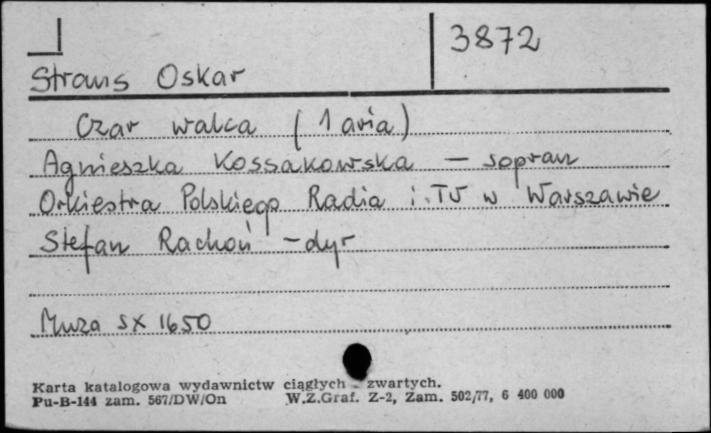 3872
Straus Oskar
Czar walca (1 aria)
Agnieszka Kossakowska — sopran
Orkiestra Polskiego Radia i TV w Warszawie
Stefan Rachoń - dyr
Muza SX 1650
Karta katalogowa wydawnictw ciągłych - zwartych.
Pu-B-144 zam. 567/DW/On W.Z.Graf. Z-2, Zam. 502/77, 6 400 000